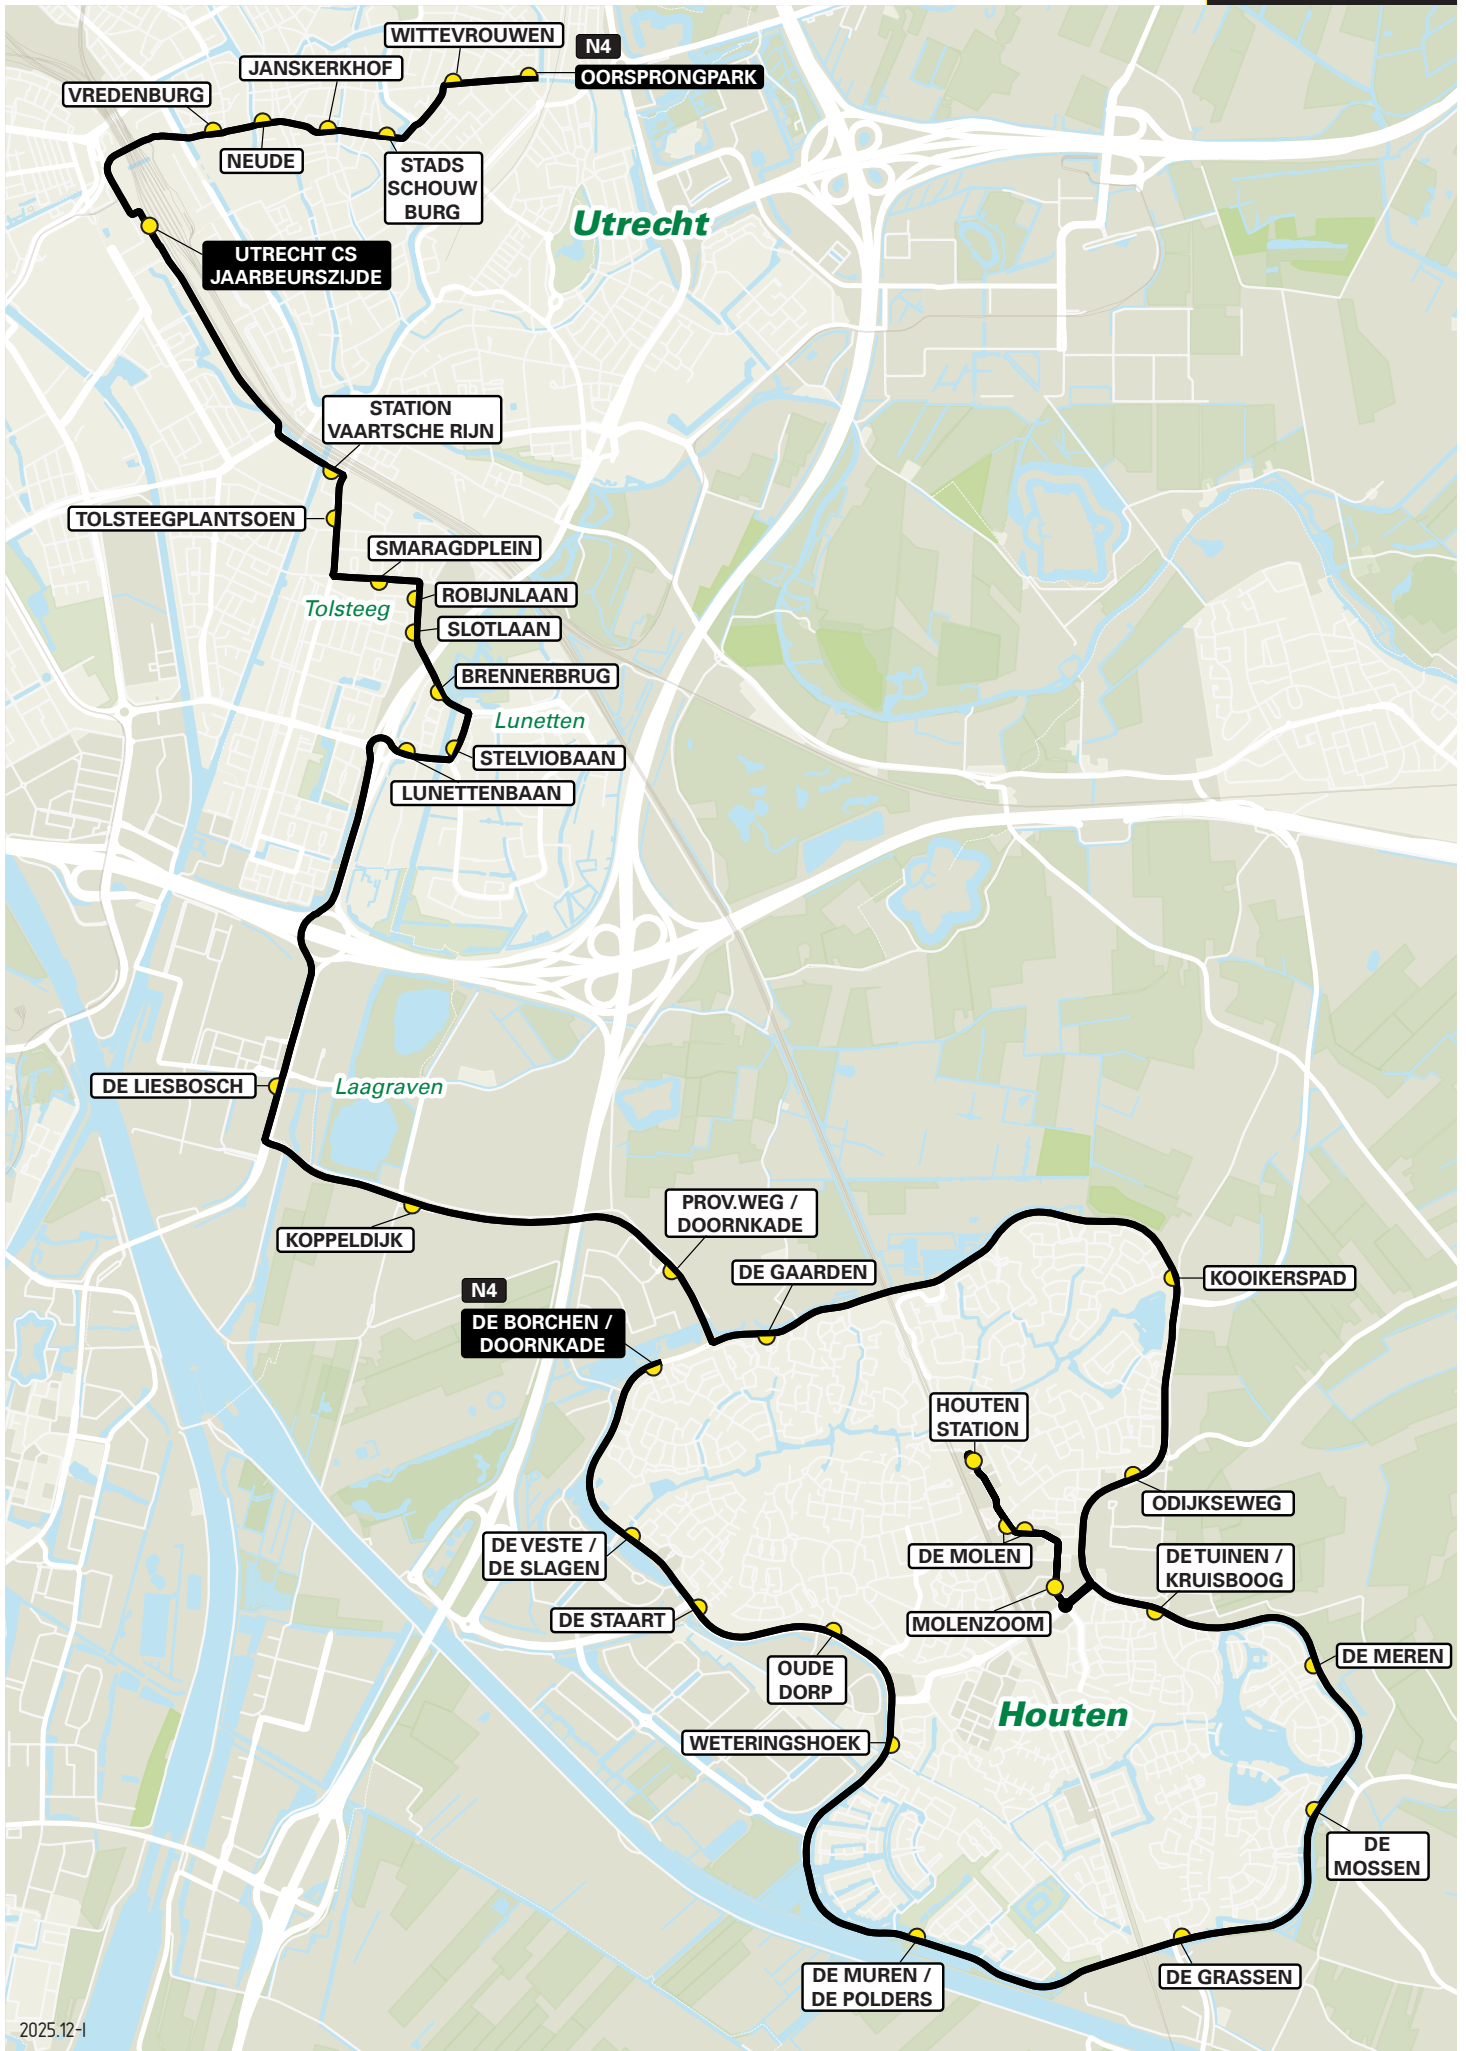 WITTEVROUWEN
N4
OORSPRONGPARK
JANSKERKHOF
VREDENBURG
NEUDE
STADS
SCHOUW
BURG
Utrecht
UTRECHT CS
JAARBEURSZIJDE
STATION
VAARTSCHE RIJN
TOLSTEEGPLANTSOEN
SMARAGDPLEIN
Tolsteeg
ROBIJNLAAN
SLOTLAAN
BRENNERBRUG
Lunetten
STELVIOBAAN
LUNETTENBAAN
DE LIESBOSCH
Laagraven
KOPPELDIJK
PROV.WEG /
DOORNKADE
DE GAARDEN
KOOIKERSPAD
N4
DE BORCHEN /
DOORNKADE
HOUTEN
STATION
ODIJKSEWEG
DE VESTE /
DE SLAGEN
DE MOLEN
DE TUINEN /
KRUISBOOG
DE STAART
MOLENZOOM
OUDE
DORP
DE MEREN
Houten
WETERINGSHOEK
DE
MOSSEN
DE MUREN /
DE POLDERS
DE GRASSEN
2025.12-I